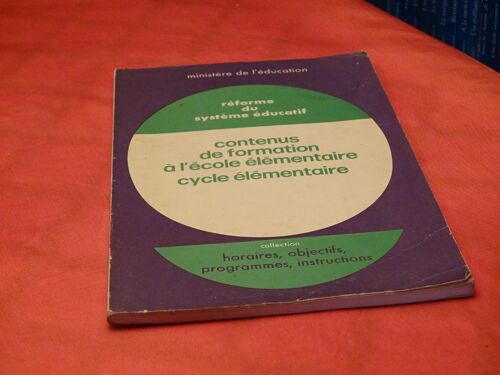 ministère de l'éducation
réforme
du
système éducatif
contenus
de formation
à l'école élémentaire
cycle élémentaire
collection
horaires, objectifs,
programmes, instructions